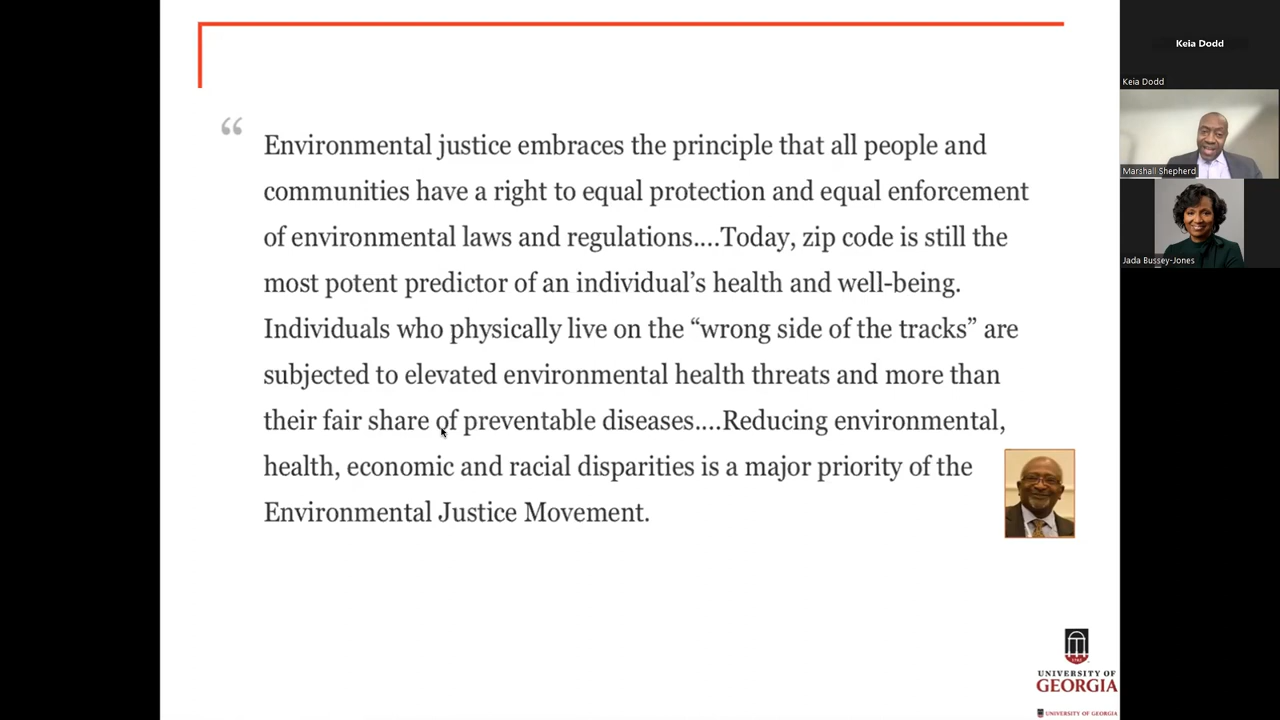 “
Environmental justice embraces the principle that all people and
communities have a right to equal protection and equal enforcement
of environmental laws and regulations....Today, zip code is still the
most potent predictor of an individual’s health and well-being.
Individuals who physically live on the “wrong side of the tracks” are
subjected to elevated environmental health threats and more than
their fair share of preventable diseases....Reducing environmental,
health, economic and racial disparities is a major priority of the
Environmental Justice Movement.
UNIVERSITY OF
GEORGIA
UNIVERSITY OF GEORGIA
Keia Dodd
Keia Dodd
Marshall Shepherd
Jada Bussey-Jones